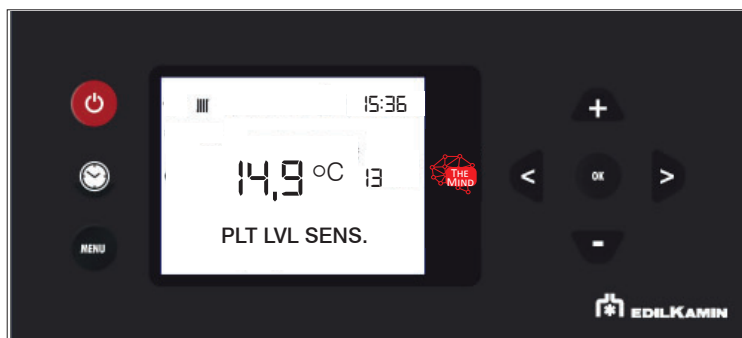 15:36
14,9 °C 13
THE
MIND
PLT LVL SENS.
MENU
+
< OK >
-
EDILKAMIN